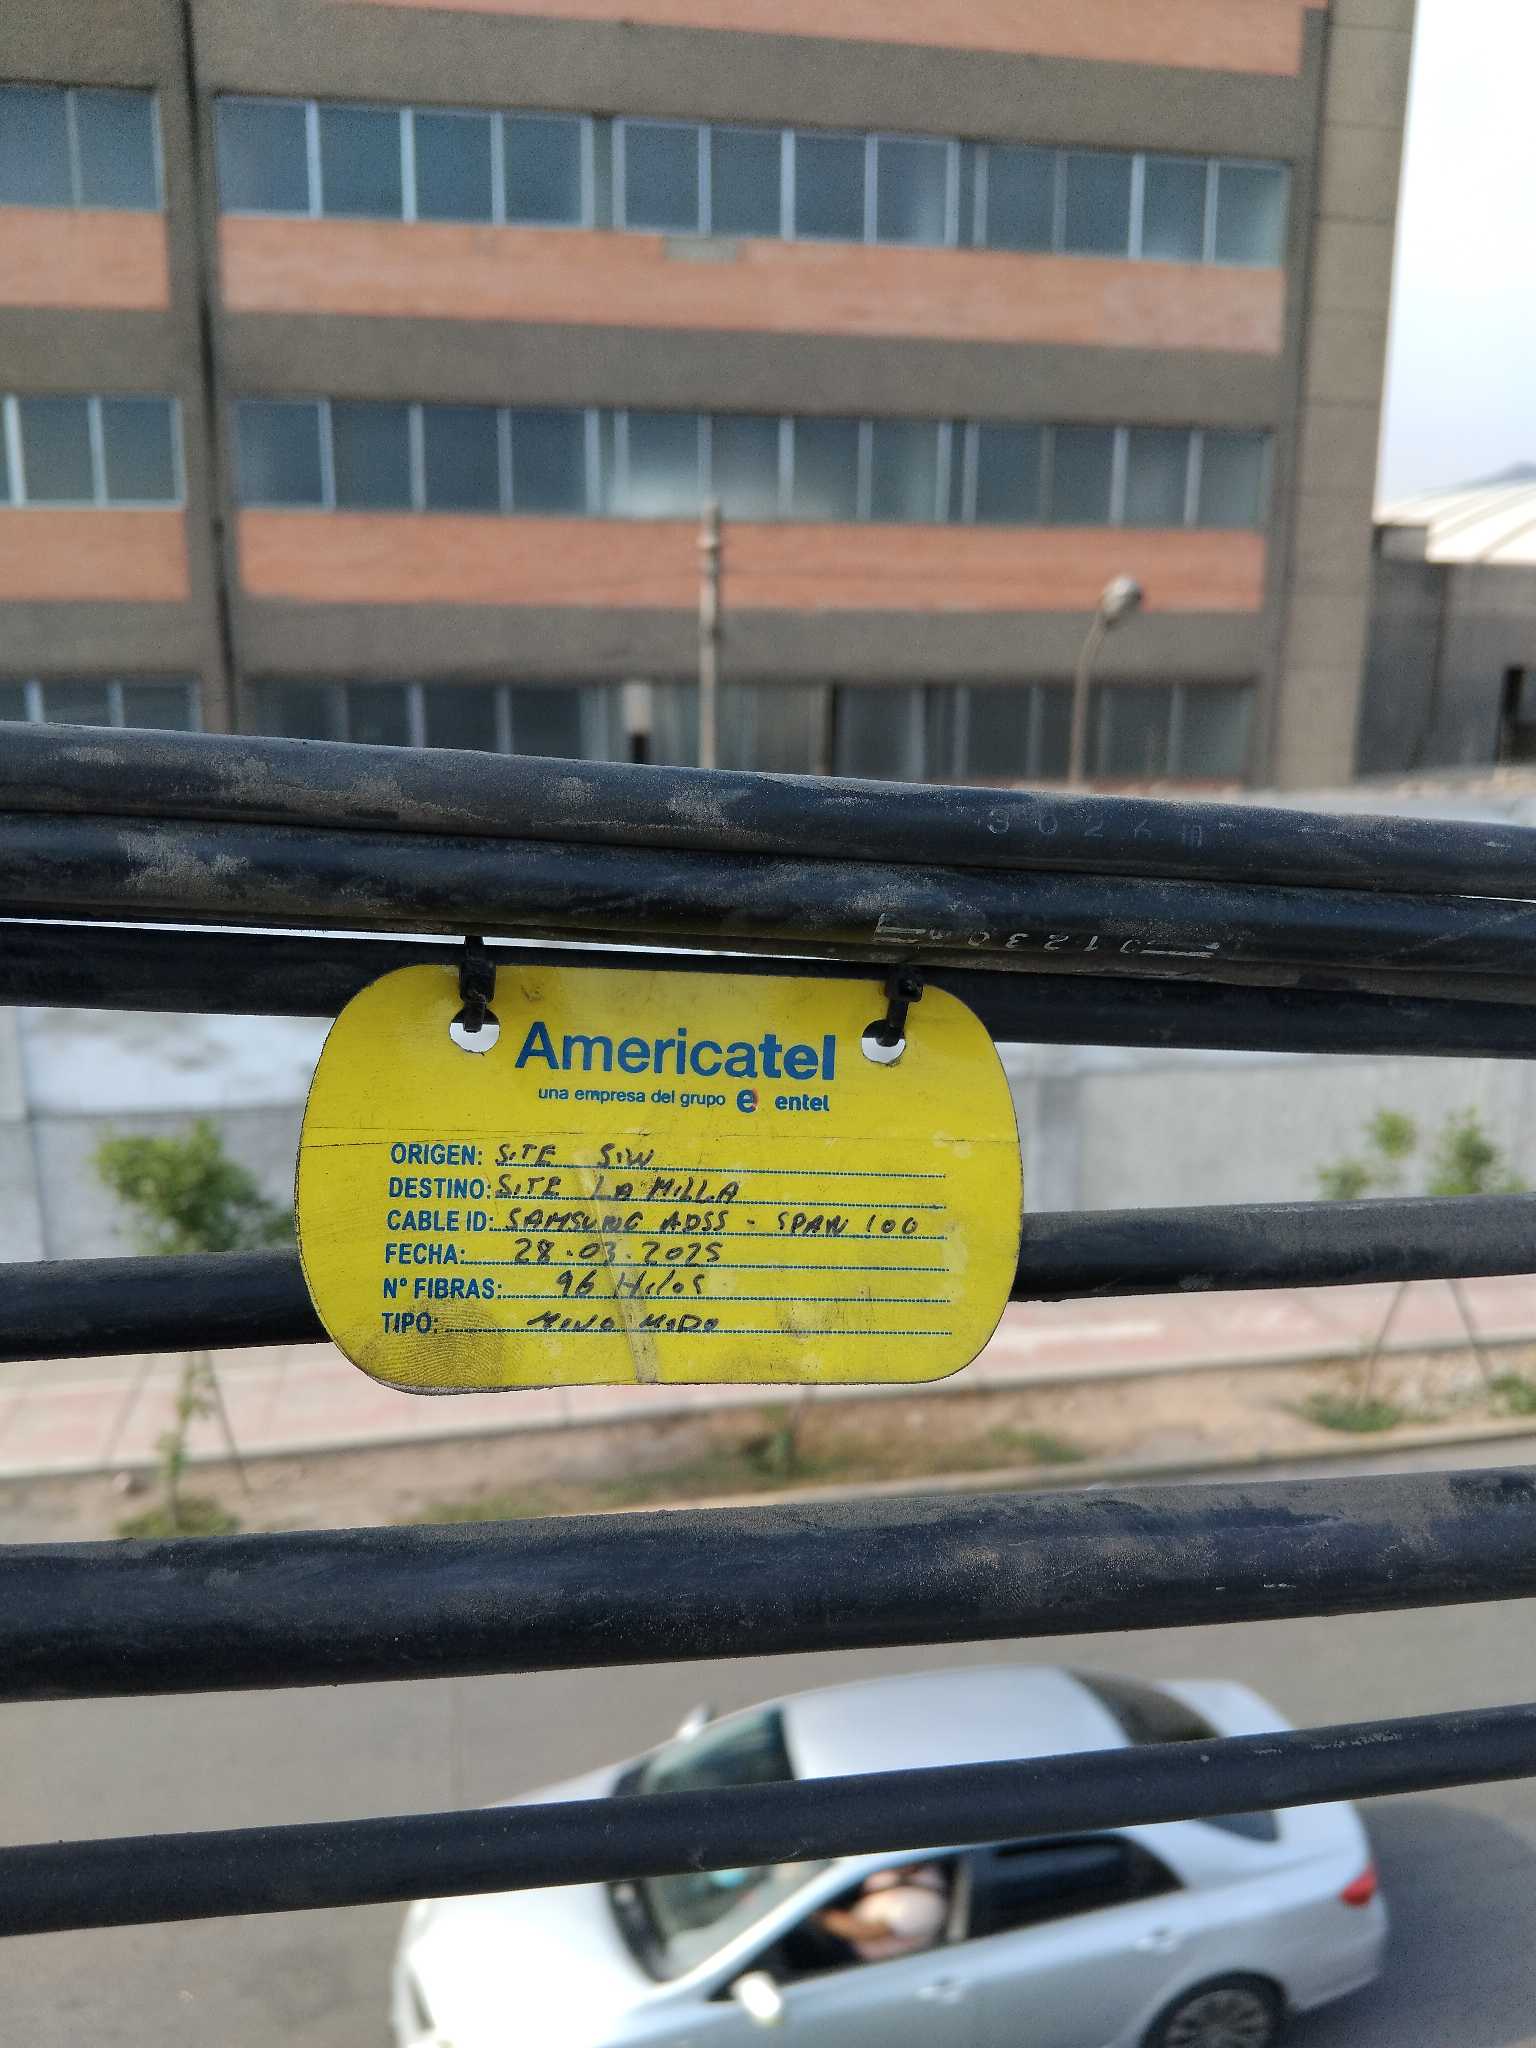 Americatel
una empresa del grupo e entel
ORIGEN: SITE SIW
DESTINO: SITE LA MILLA
CABLE ID: SAMSUNG ADSS - SPAN 100
FECHA: 28.03.2025
N° FIBRAS: 96 Hilos
TIPO: MONO MODO